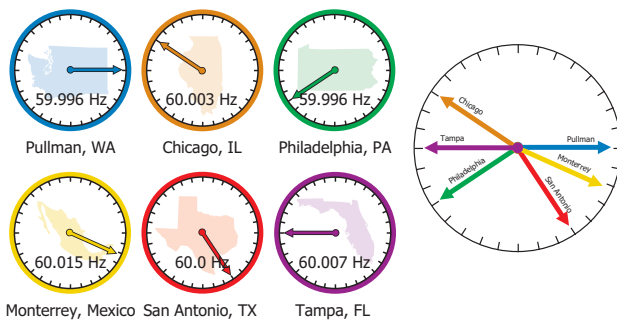 59.996 Hz
Pullman, WA
60.003 Hz
Chicago, IL
59.996 Hz
Philadelphia, PA
60.015 Hz
Monterrey, Mexico
60.0 Hz
San Antonio, TX
60.007 Hz
Tampa, FL
Chicago
Tampa
Philadelphia
Pullman
Monterrey
San Antonio